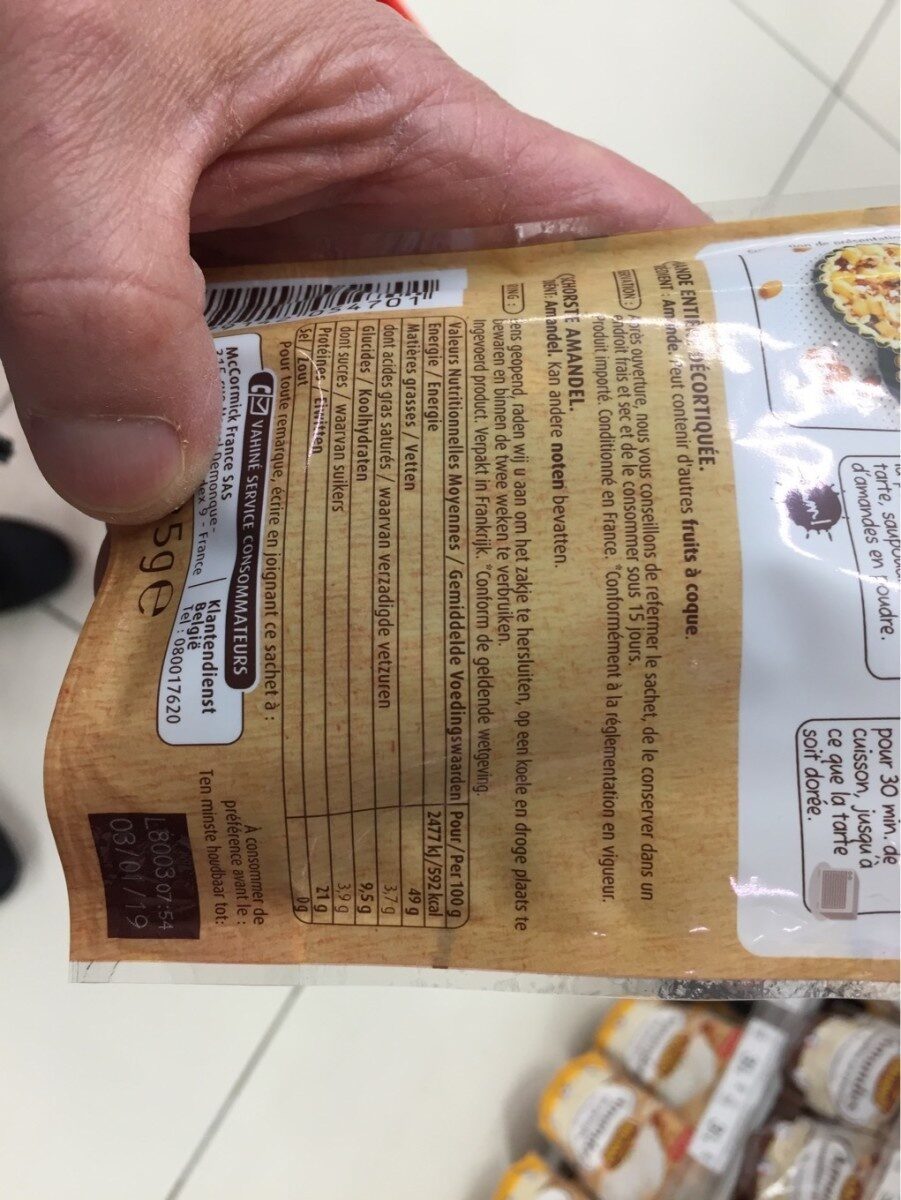 tarte,
d'amandes en poudre.
pour 30 min. de
cuisson, jusqu'à
ce que la tarte
soit dorée.
DÉCORTIQUÉE.
Amande. Peut contenir d'autres fruits à coque.
Après ouverture, nous vous conseillons de refermer le sachet, de le conserver dans un
endroit frais et sec et de le consommer sous 15 jours.
Produit importé. Conditionné en France. *Conformément à la réglementation en vigueur.
AMANDEL.
Amandel. Kan andere noten bevatten.
geopend, raden wij u aan om het zakje te hersluiten, op een koele en droge plaats te
bewaren en binnen de twee weken te verbruiken.
Ingevoerd product. Verpakt in Frankrijk. *Conform de geldende wetgeving.
Valeurs Nutritionnelles Moyennes / Gemiddelde Voedingswaarden Pour/Per 100 g
Energie / Energie 2477 kJ/592 kcal
Matières grasses / Vetten 49 g
dont acides gras saturés / waarvan verzadigde vetzuren 3,7 g
Glucides / Koolhydraten 9,5 g
dont sucres / waarvan suikers 3,9 g
Protéines / Eiwitten 21 g
Sel / Zout 0 g
Pour toute remarque, écrire en joignant ce sachet à :
VAHINÉ SERVICE CONSOMMATEURS
McCormick France SAS
Demonque -
9 - France
Klantendienst
België
Tel : 080017620
5g e
À consommer de
préférence avant le :
Ten minste houdbaar tot:
L8003 07:54
03/01/19